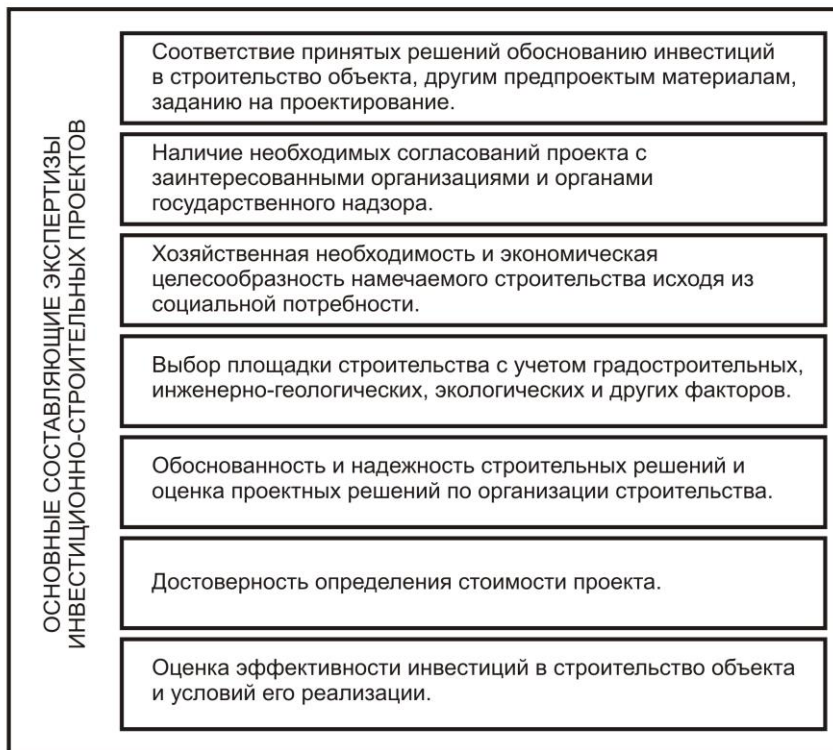 ОСНОВНЫЕ СОСТАВЛЯЮЩИЕ ЭКСПЕРТИЗЫ
ИНВЕСТИЦИОННО-СТРОИТЕЛЬНЫХ ПРОЕКТОВ
Соответствие принятых решений обоснованию инвестиций
в строительство объекта, другим предпроектым материалам,
заданию на проектирование.
Наличие необходимых согласований проекта с
заинтересованными организациями и органами
государственного надзора.
Хозяйственная необходимость и экономическая
целесообразность намечаемого строительства исходя из
социальной потребности.
Выбор площадки строительства с учетом градостроительных,
инженерно-геологических, экологических и других факторов.
Обоснованность и надежность строительных решений и
оценка проектных решений по организации строительства.
Достоверность определения стоимости проекта.
Оценка эффективности инвестиций в строительство объекта
и условий его реализации.